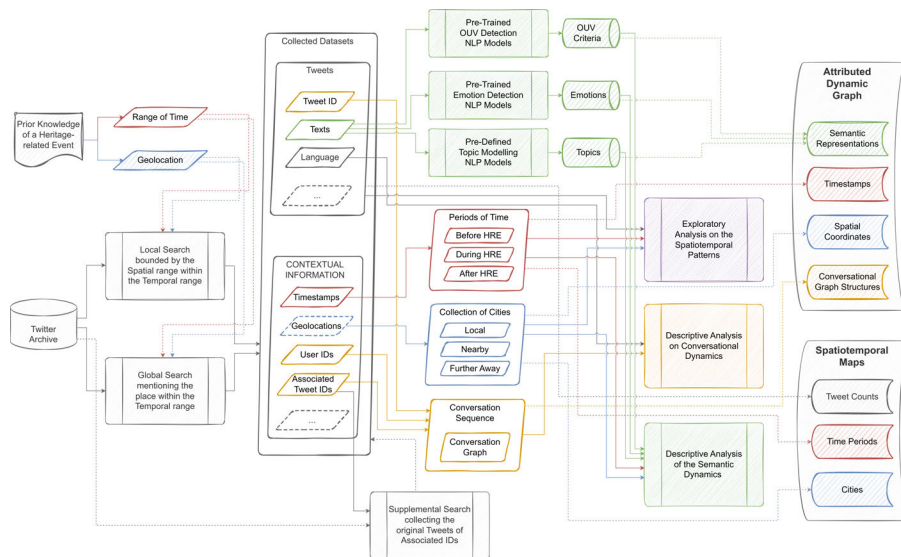 Prior Knowledge
of a Heritage-
related Event
Range of Time
Geolocation
Local Search
bounded by the
Spatial range within
the Temporal range
Twitter
Archive
Global Search
mentioning the
place within the
Temporal range
Collected Datasets
Tweets
Tweet ID
Texts
Language
...
CONTEXTUAL
INFORMATION
Timestamps
Geolocations
User IDs
Associated
Tweet IDs
...
Supplemental Search
collecting the
original Tweets of
Associated IDs
Pre-Trained
OUV Detection
NLP Models
OUV
Criteria
Pre-Trained
Emotion Detection
NLP Models
Emotions
Pre-Defined
Topic Modelling
NLP Models
Topics
Periods of Time
Before HRE
During HRE
After HRE
Collection of Cities
Local
Nearby
Further Away
Conversation
Sequence
Conversation
Graph
Exploratory
Analysis on the
Spatiotemporal
Patterns
Descriptive Analysis
on Conversational
Dynamics
Descriptive Analysis
of the Semantic
Dynamics
Attributed
Dynamic
Graph
Semantic
Representations
Timestamps
Spatial
Coordinates
Conversational
Graph Structures
Spatiotemporal
Maps
Tweet Counts
Time Periods
Cities